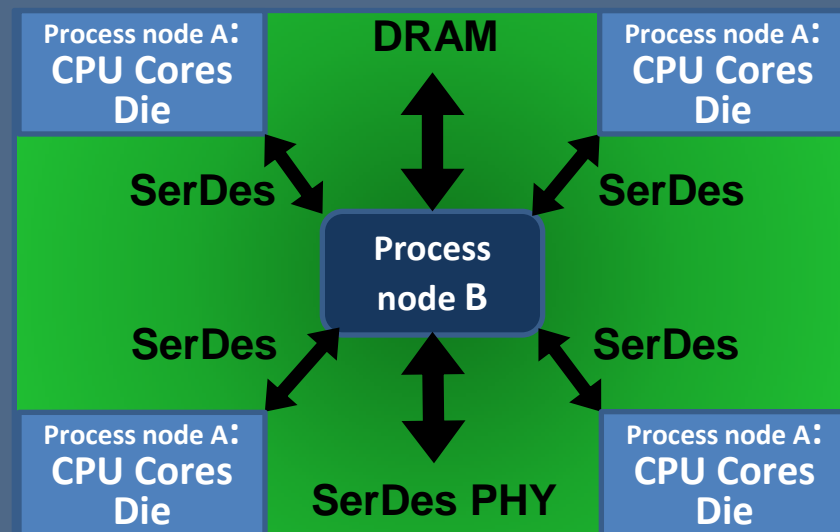 Process node A:
CPU Cores
Die
DRAM
Process node A:
CPU Cores
Die
SerDes
SerDes
Process
node B
SerDes
SerDes
Process node A:
CPU Cores
Die
SerDes PHY
Process node A:
CPU Cores
Die